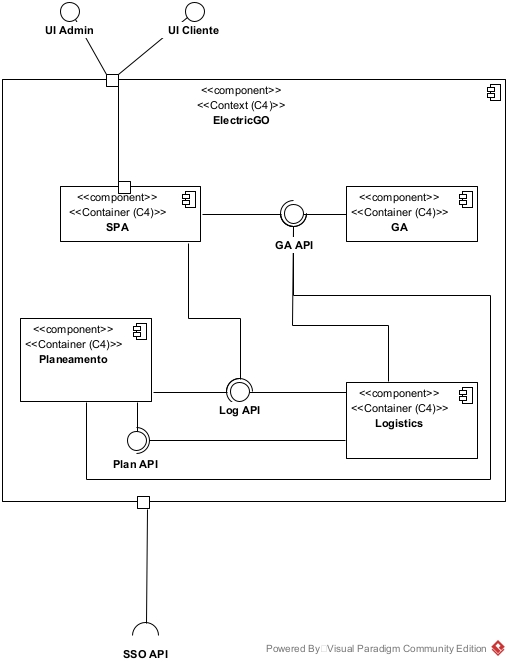 UI Admin
UI Cliente
<<component>>
<<Context (C4)>>
ElectricGO
<<component>>
<<Container (C4)>>
SPA
<<component>>
<<Container (C4)>>
GA
GA API
<<component>>
<<Container (C4)>>
Planeamento
Log API
<<component>>
<<Container (C4)>>
Logistics
Plan API
SSO API
Powered By Visual Paradigm Community Edition